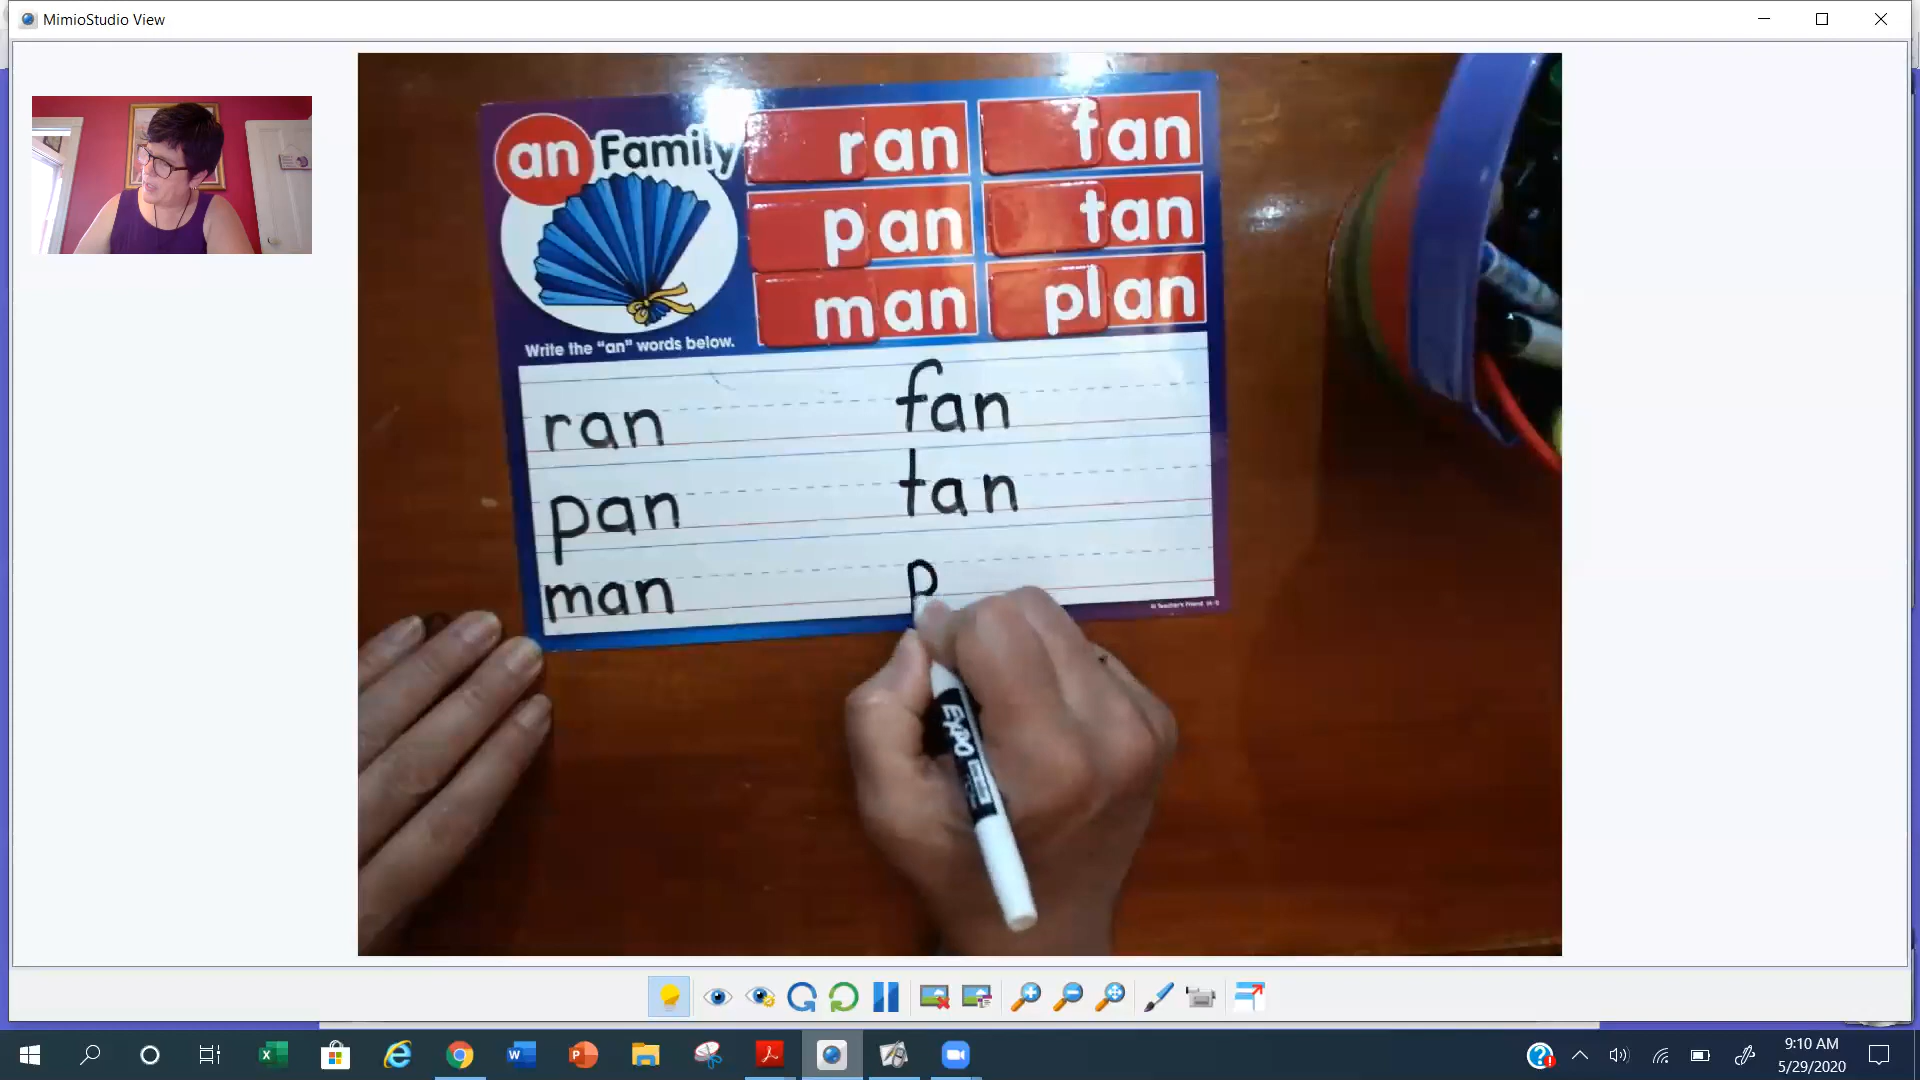 MimioStudio View
an Family
ran fan
pan tan
man plan
Write the "an" words below.
ran fan
pan tan
man p
EXPO
9:10 AM
5/29/2020